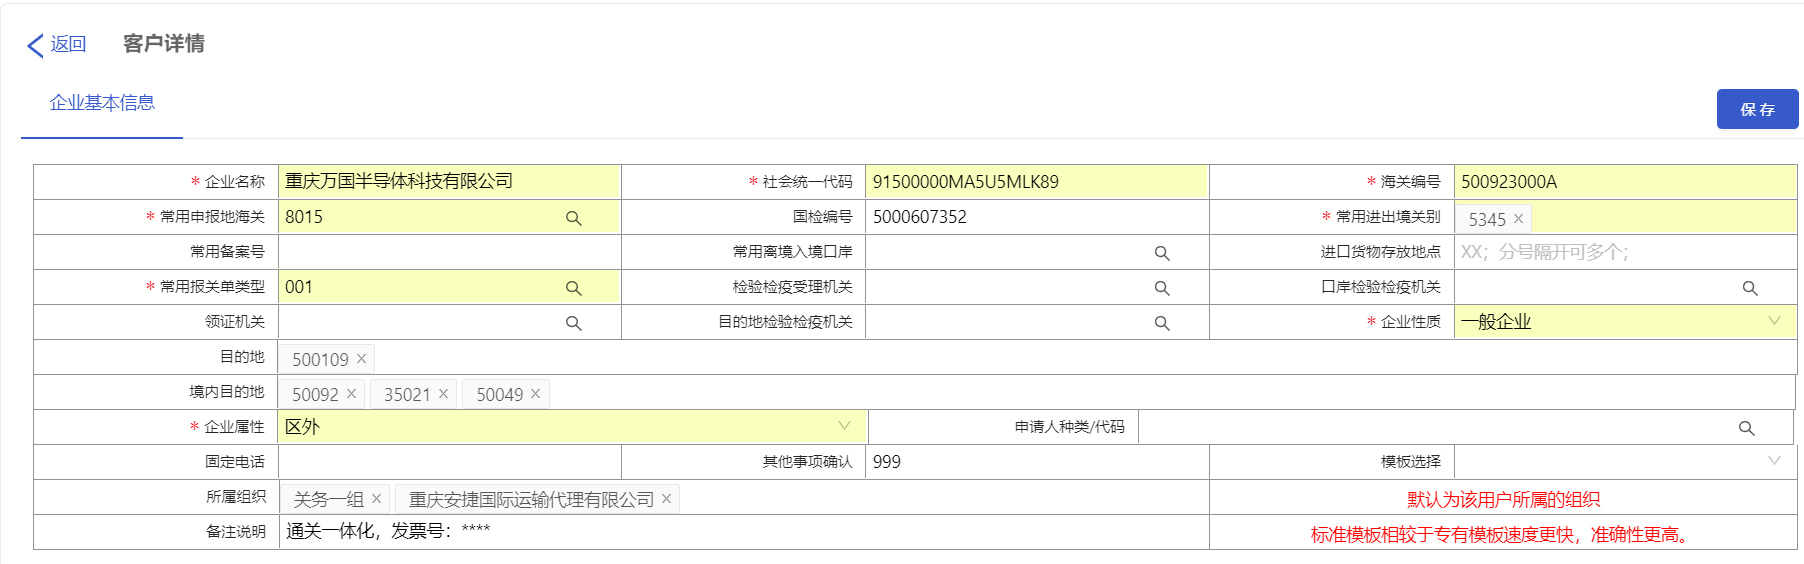 返回 客户详情
企业基本信息
保 存
* 企业名称 重庆万国半导体科技有限公司 * 社会统一代码 91500000MA5U5MLK89 * 海关编号 500923000A
* 常用申报地海关 8015 国检编号 5000607352 * 常用进出境关别 5345 ×
常用备案号 常用离境入境口岸 进口货物存放地点 XX；分号隔开可多个；
* 常用报关单类型 001 检验检疫受理机关 口岸检验检疫机关
领证机关 目的地检验检疫机关 * 企业性质 一般企业
目的地 500109 ×
境内目的地 50092 × 35021 × 50049 ×
* 企业属性 区外 申请人种类/代码
固定电话 其他事项确认 999 模板选择
所属组织 关务一组 × 重庆安捷国际运输代理有限公司 × 默认为该用户所属的组织
备注说明 通关一体化，发票号：**** 标准模板相较于专有模板速度更快，准确性更高。